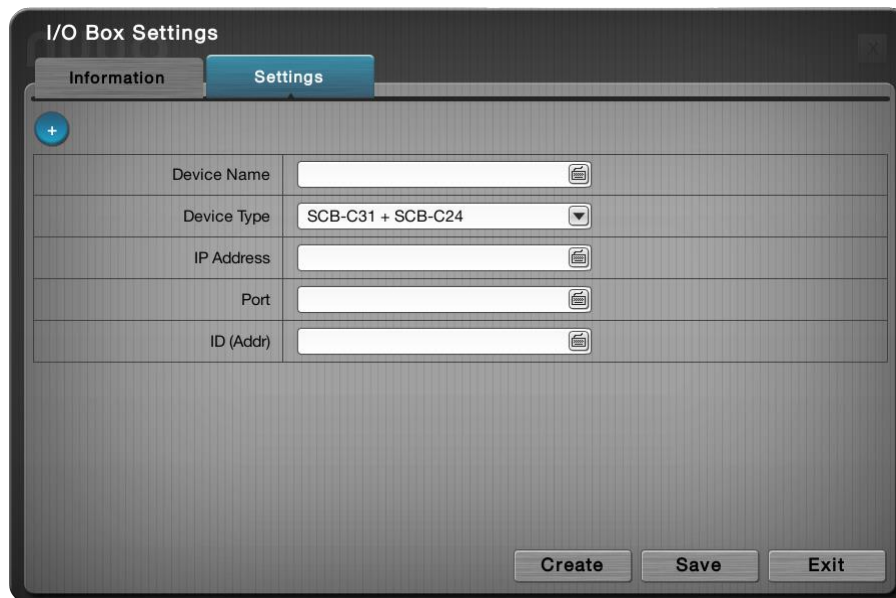 I/O Box Settings
Information
Settings
+
Device Name
Device Type SCB-C31 + SCB-C24
IP Address
Port
ID (Addr)
Create Save Exit